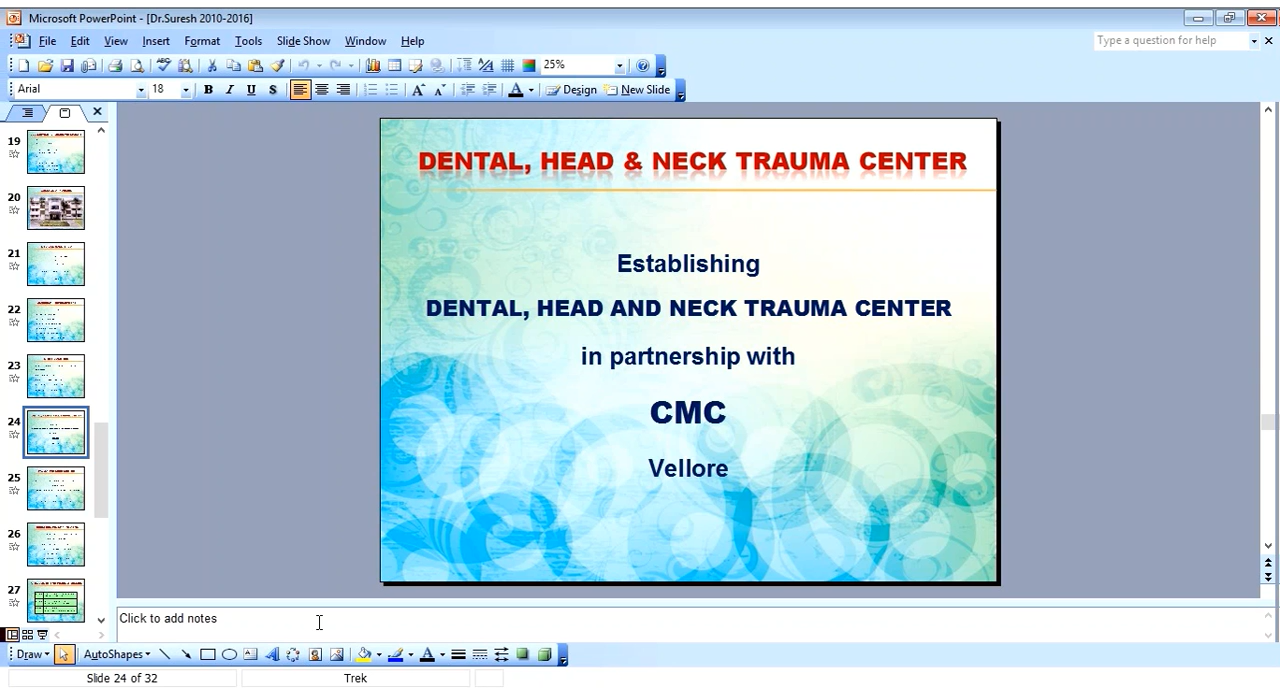 Microsoft PowerPoint - [Dr.Suresh 2010-2016]
File Edit View Insert Format Tools Slide Show Window Help
Type a question for help
25%
Arial 18 B I U S A A A Design New Slide
19
20
21
22
23
24
25
26
27
DENTAL, HEAD & NECK TRAUMA CENTER
Establishing
DENTAL, HEAD AND NECK TRAUMA CENTER
in partnership with
CMC
Vellore
Click to add notes
Draw AutoShapes A
Slide 24 of 32 Trek